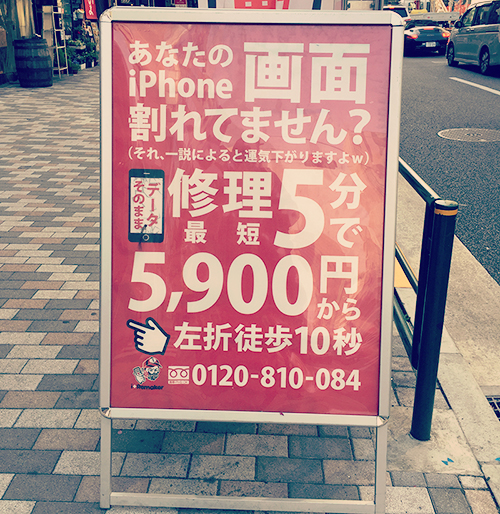 あなたの
iPhone 画面
割れてません？
(それ、一説によると運気下がりますよw)
データ
そのまま
修理5分で
最短
5,900円から
左折徒歩10秒
0120-810-084